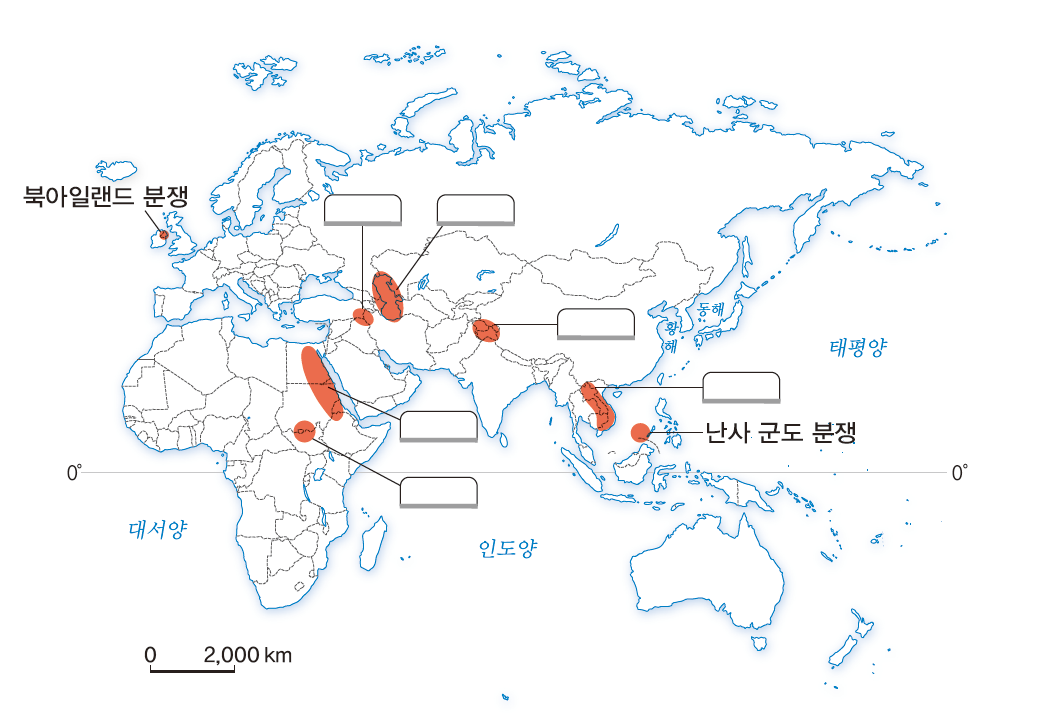 북아일랜드 분쟁
동해
황
해
태평양
난사 군도 분쟁
0°
0°
대서양
인도양
0 2,000 km